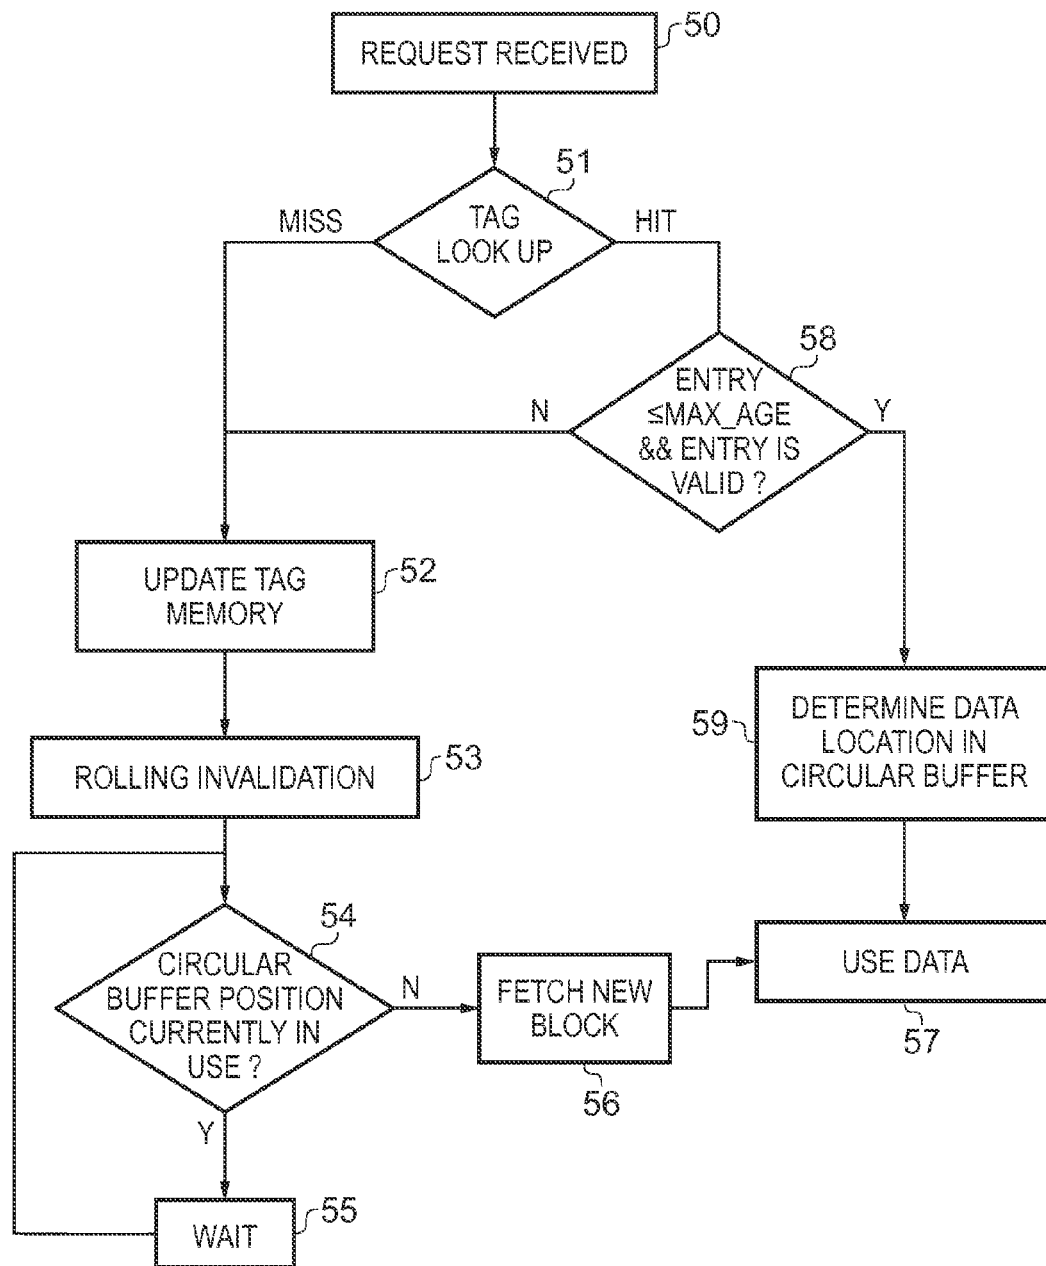 REQUEST RECEIVED
50
TAG
LOOK UP
51
MISS
HIT
ENTRY
≤MAX_AGE
&& ENTRY IS
VALID ?
58
N
Y
UPDATE TAG
MEMORY
52
ROLLING INVALIDATION
53
59
DETERMINE DATA
LOCATION IN
CIRCULAR BUFFER
CIRCULAR
BUFFER POSITION
CURRENTLY IN
USE ?
54
N
Y
FETCH NEW
BLOCK
56
USE DATA
57
WAIT
55